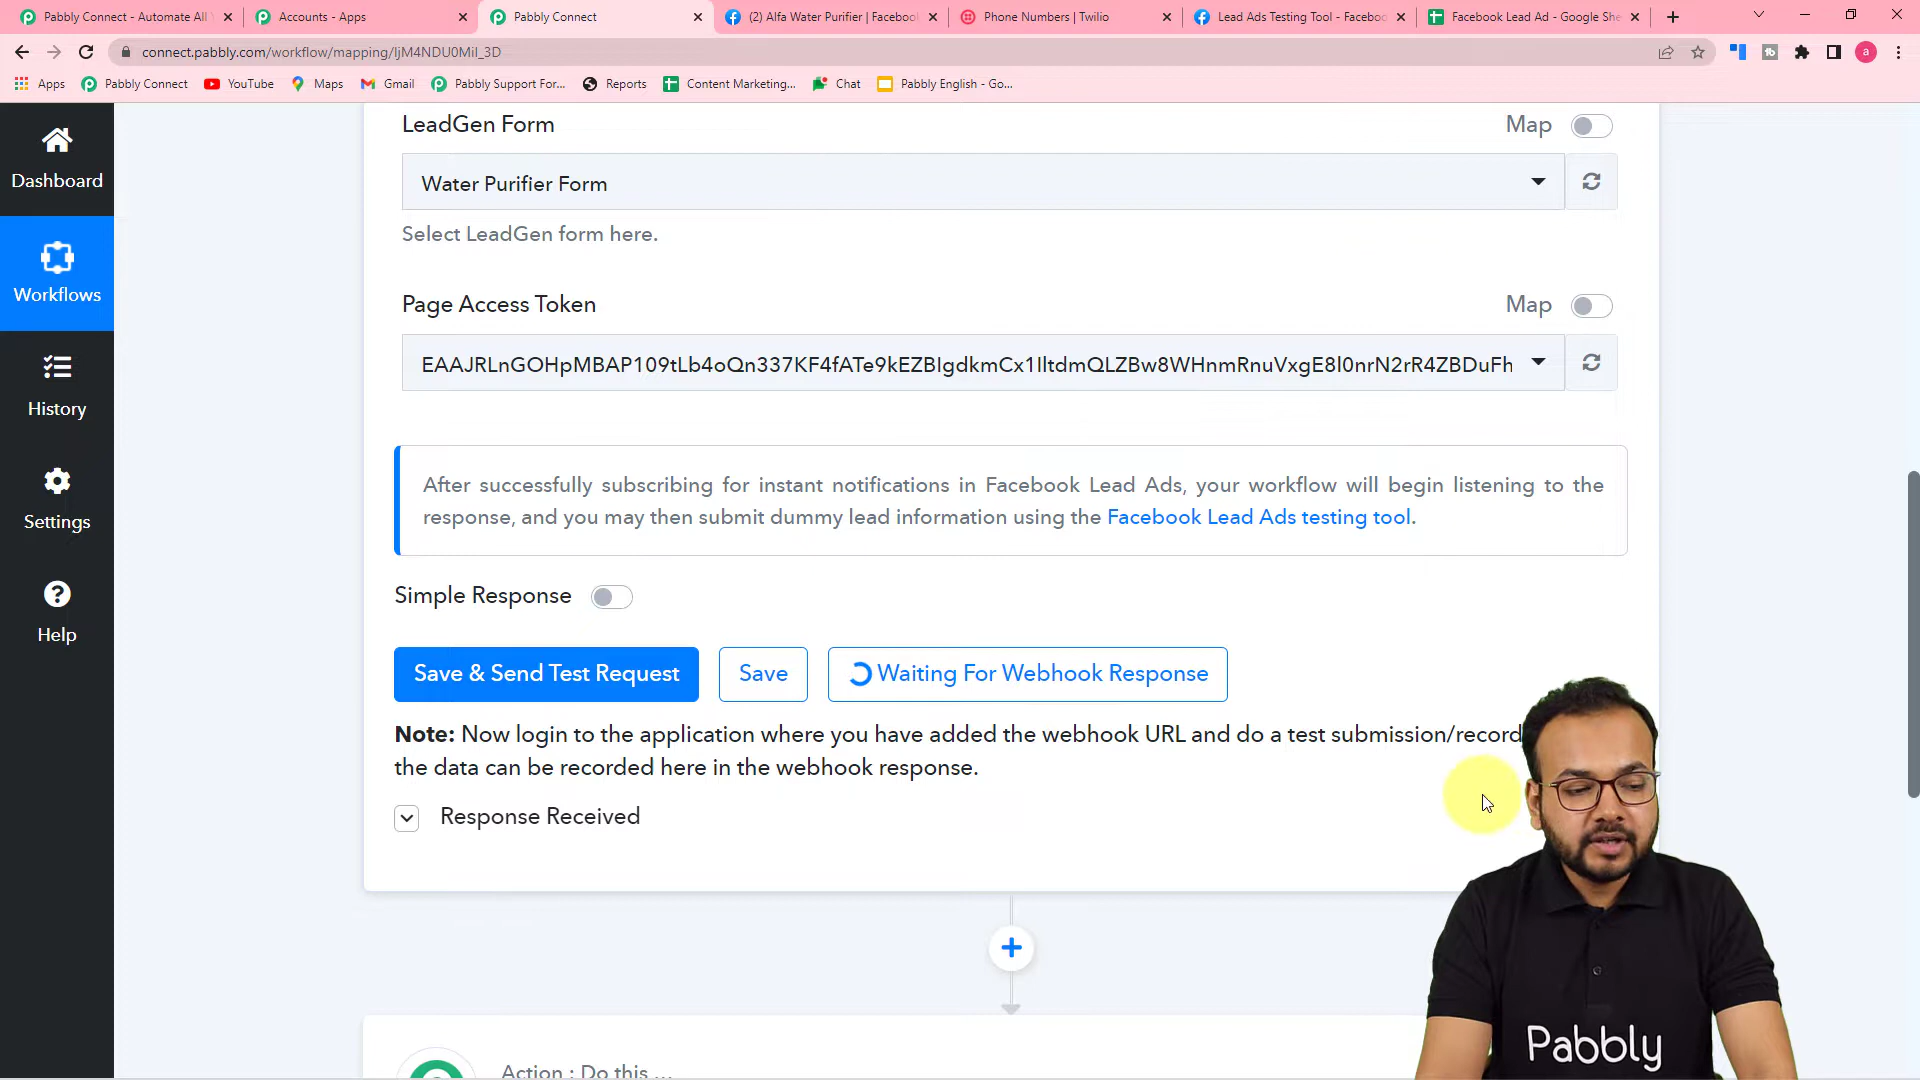 Pabbly Connect - Automate All
Accounts - Apps
Pabbly Connect
(2) Alfa Water Purifier | Facebook
Phone Numbers | Twilio
Lead Ads Testing Tool - Facebook
Facebook Lead Ad - Google She
connect.pabbly.com/workflow/mapping/IjM4NDU0MiI_3D
a
Apps
Pabbly Connect
YouTube
Maps
Gmail
Pabbly Support For...
Reports
Content Marketing...
Chat
Pabbly English - Go...
Dashboard
Workflows
History
Settings
Help
LeadGen Form
Map
Water Purifier Form
Select LeadGen form here.
Page Access Token
Map
EAAJRLnGOHpMBAP109tLb4oQn337KF4fATe9kEZBIgdkmCx1IltdmQLZBw8WHnmRnuVxgE8l0nrN2rR4ZBDuFh
After successfully subscribing for instant notifications in Facebook Lead Ads, your workflow will begin listening to the
response, and you may then submit dummy lead information using the Facebook Lead Ads testing tool.
Simple Response
Save & Send Test Request
Save
Waiting For Webhook Response
Note: Now login to the application where you have added the webhook URL and do a test submission/record
the data can be recorded here in the webhook response.
Response Received
Action : Do this ...
Pabbly